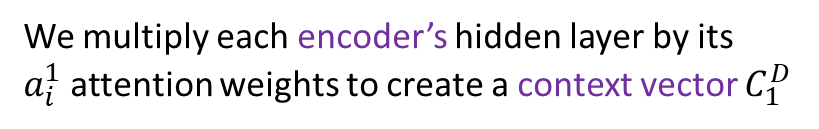 We multiply each encoder’s hidden layer by its
$a_i^1$ attention weights to create a context vector $C_1^D$